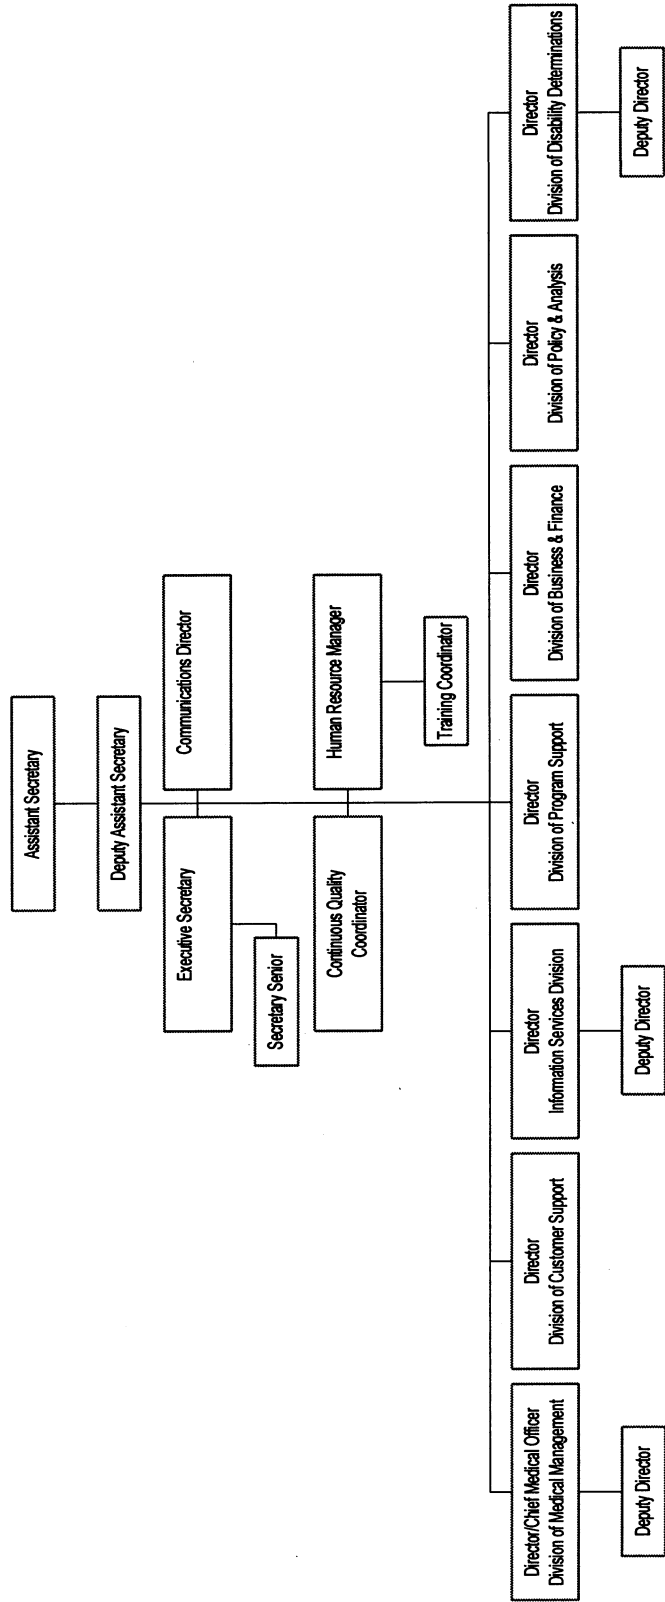 Assistant Secretary
Deputy Assistant Secretary
Executive Secretary
Communications Director
Secretary Senior
Continuous Quality
Coordinator
Human Resource Manager
Training Coordinator
Director/Chief Medical Officer
Division of Medical Management
Director
Division of Customer Support
Director
Information Services Division
Director
Division of Program Support
Director
Division of Business & Finance
Director
Division of Policy & Analysis
Director
Division of Disability Determinations
Deputy Director
Deputy Director
Deputy Director